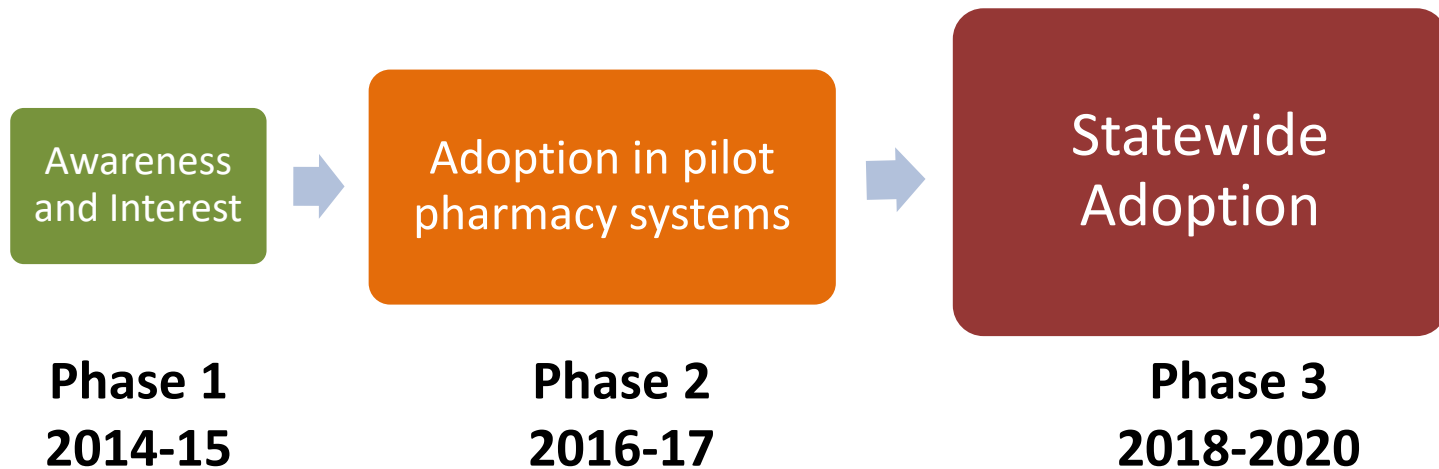 Awareness
and Interest
Adoption in pilot
pharmacy systems
Statewide
Adoption
Phase 1
2014-15
Phase 2
2016-17
Phase 3
2018-2020